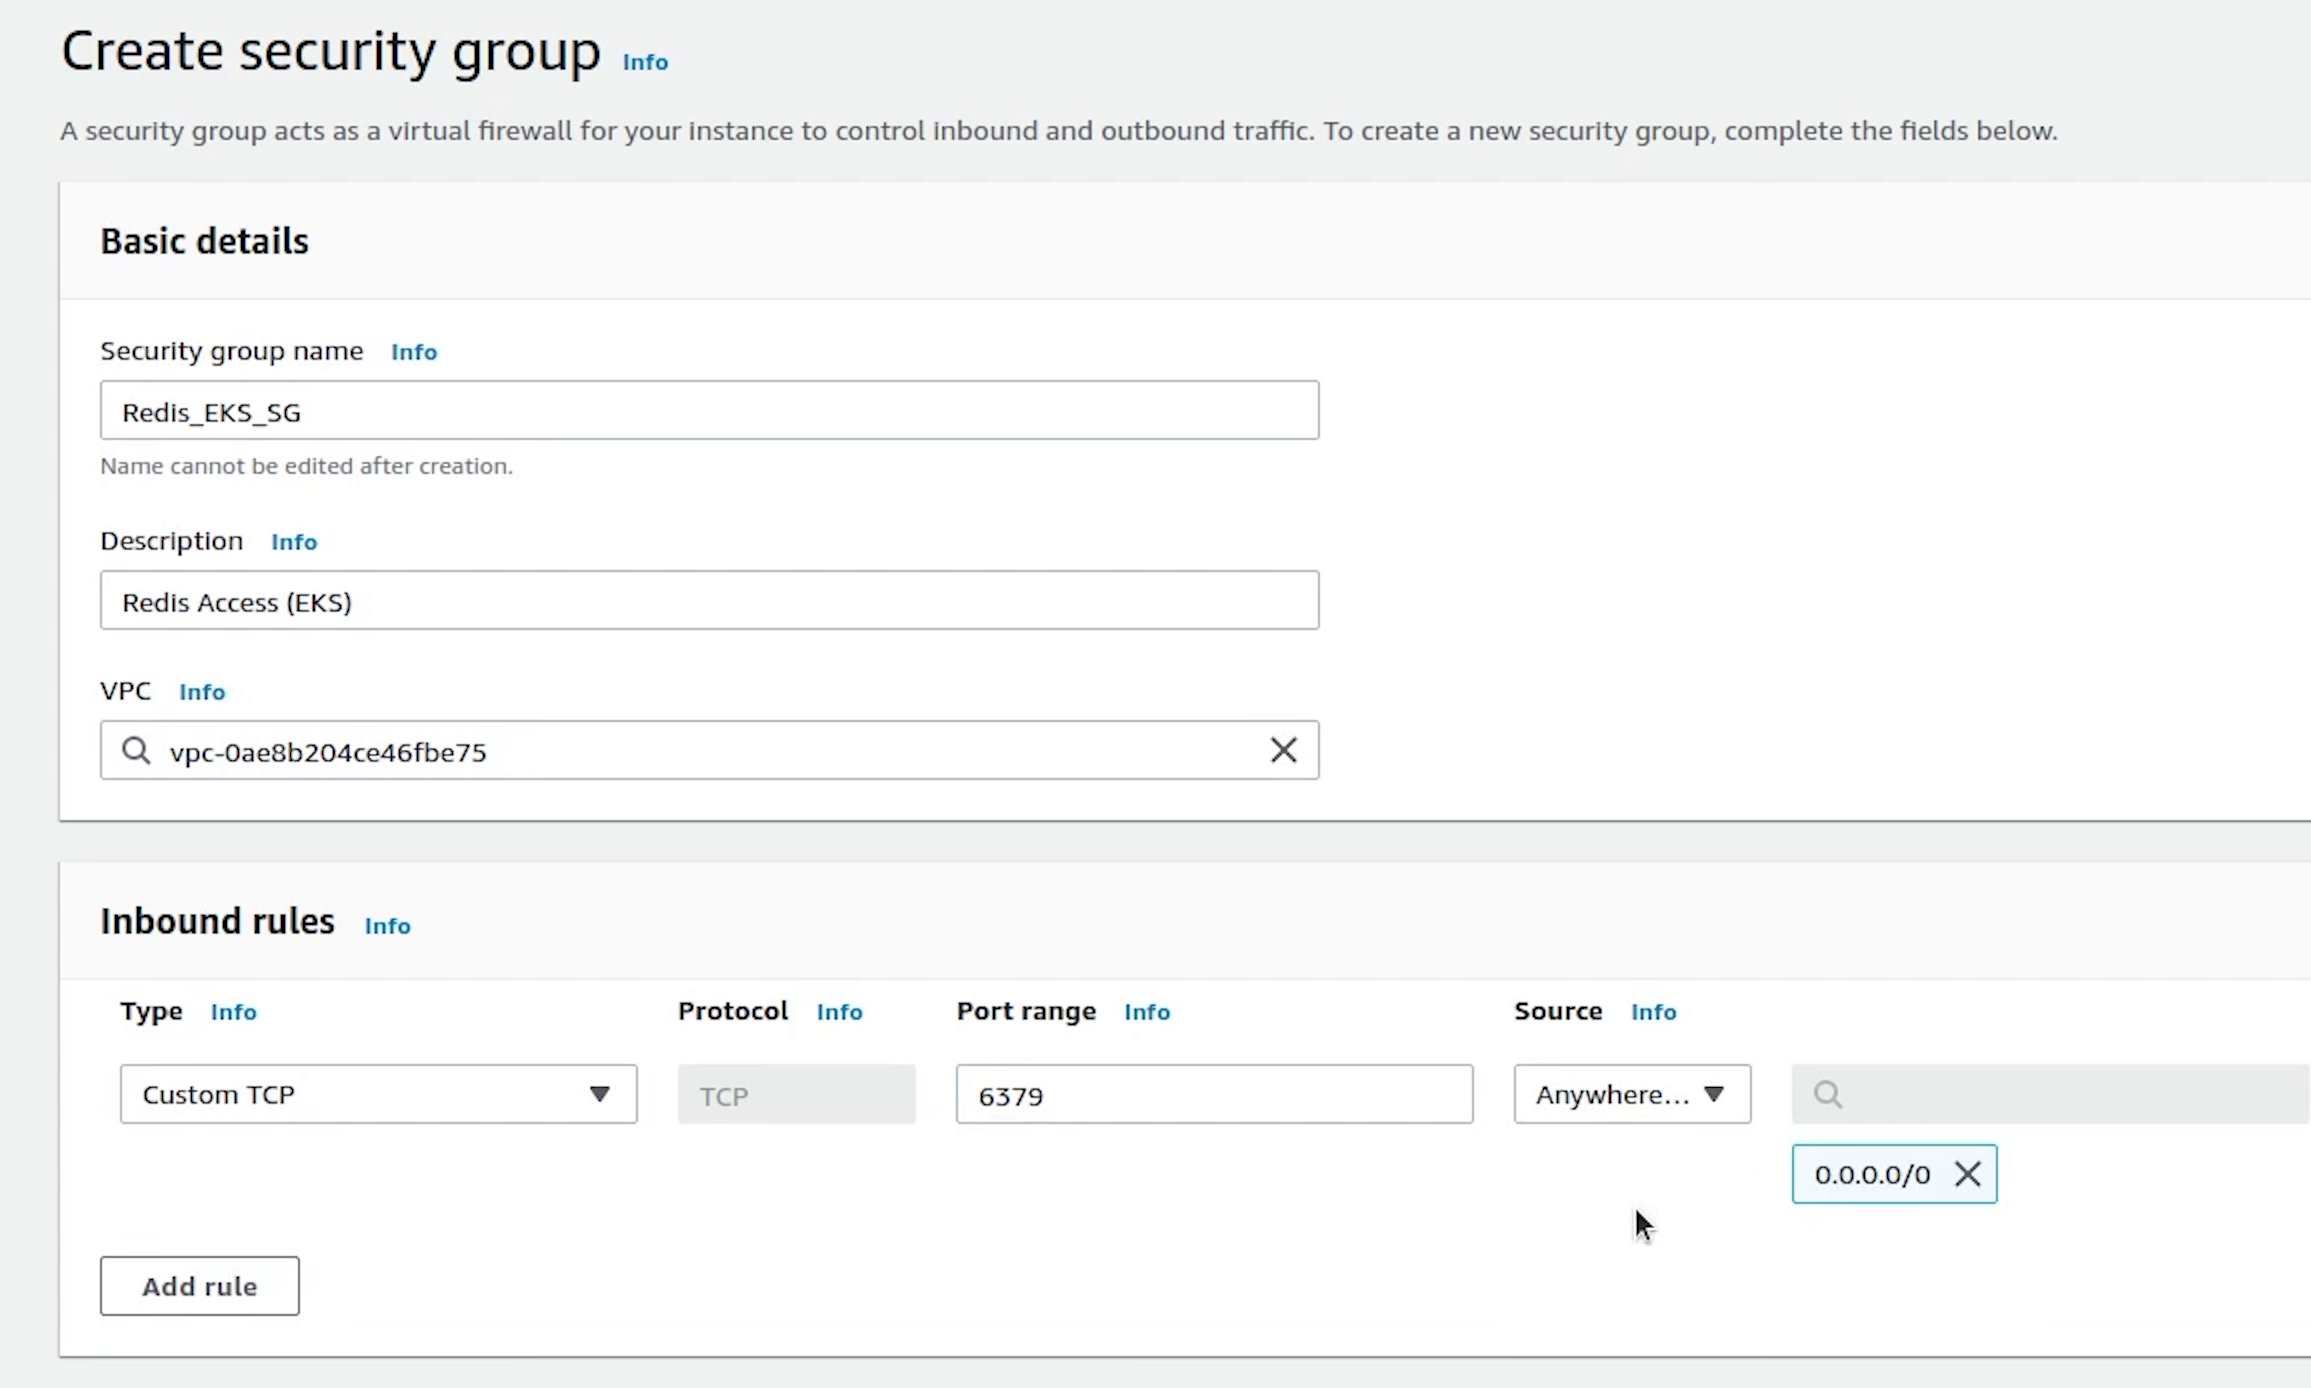 Create security group Info
A security group acts as a virtual firewall for your instance to control inbound and outbound traffic. To create a new security group, complete the fields below.
Basic details
Security group name Info
Redis_EKS_SG
Name cannot be edited after creation.
Description Info
Redis Access (EKS)
VPC Info
vpc-0ae8b204ce46fbe75
Inbound rules Info
Type Info Protocol Info Port range Info Source Info
Custom TCP TCP 6379 Anywhere...
0.0.0.0/0
Add rule